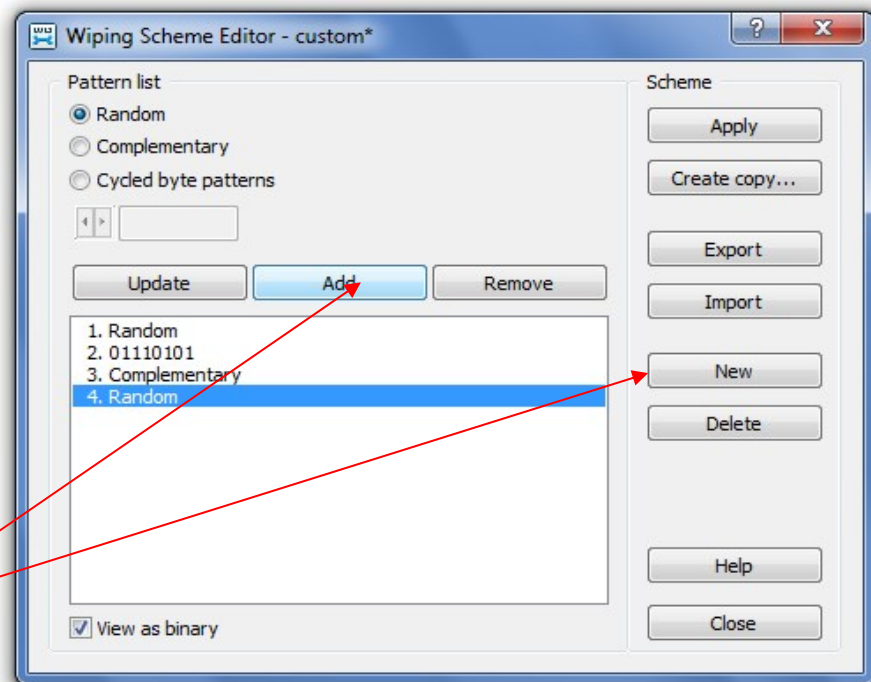 Wiping Scheme Editor - custom*
Pattern list
Random
Complementary
Cycled byte patterns
Update Add Remove
1. Random
2. 01110101
3. Complementary
4. Random
View as binary
Scheme
Apply
Create copy...
Export
Import
New
Delete
Help
Close